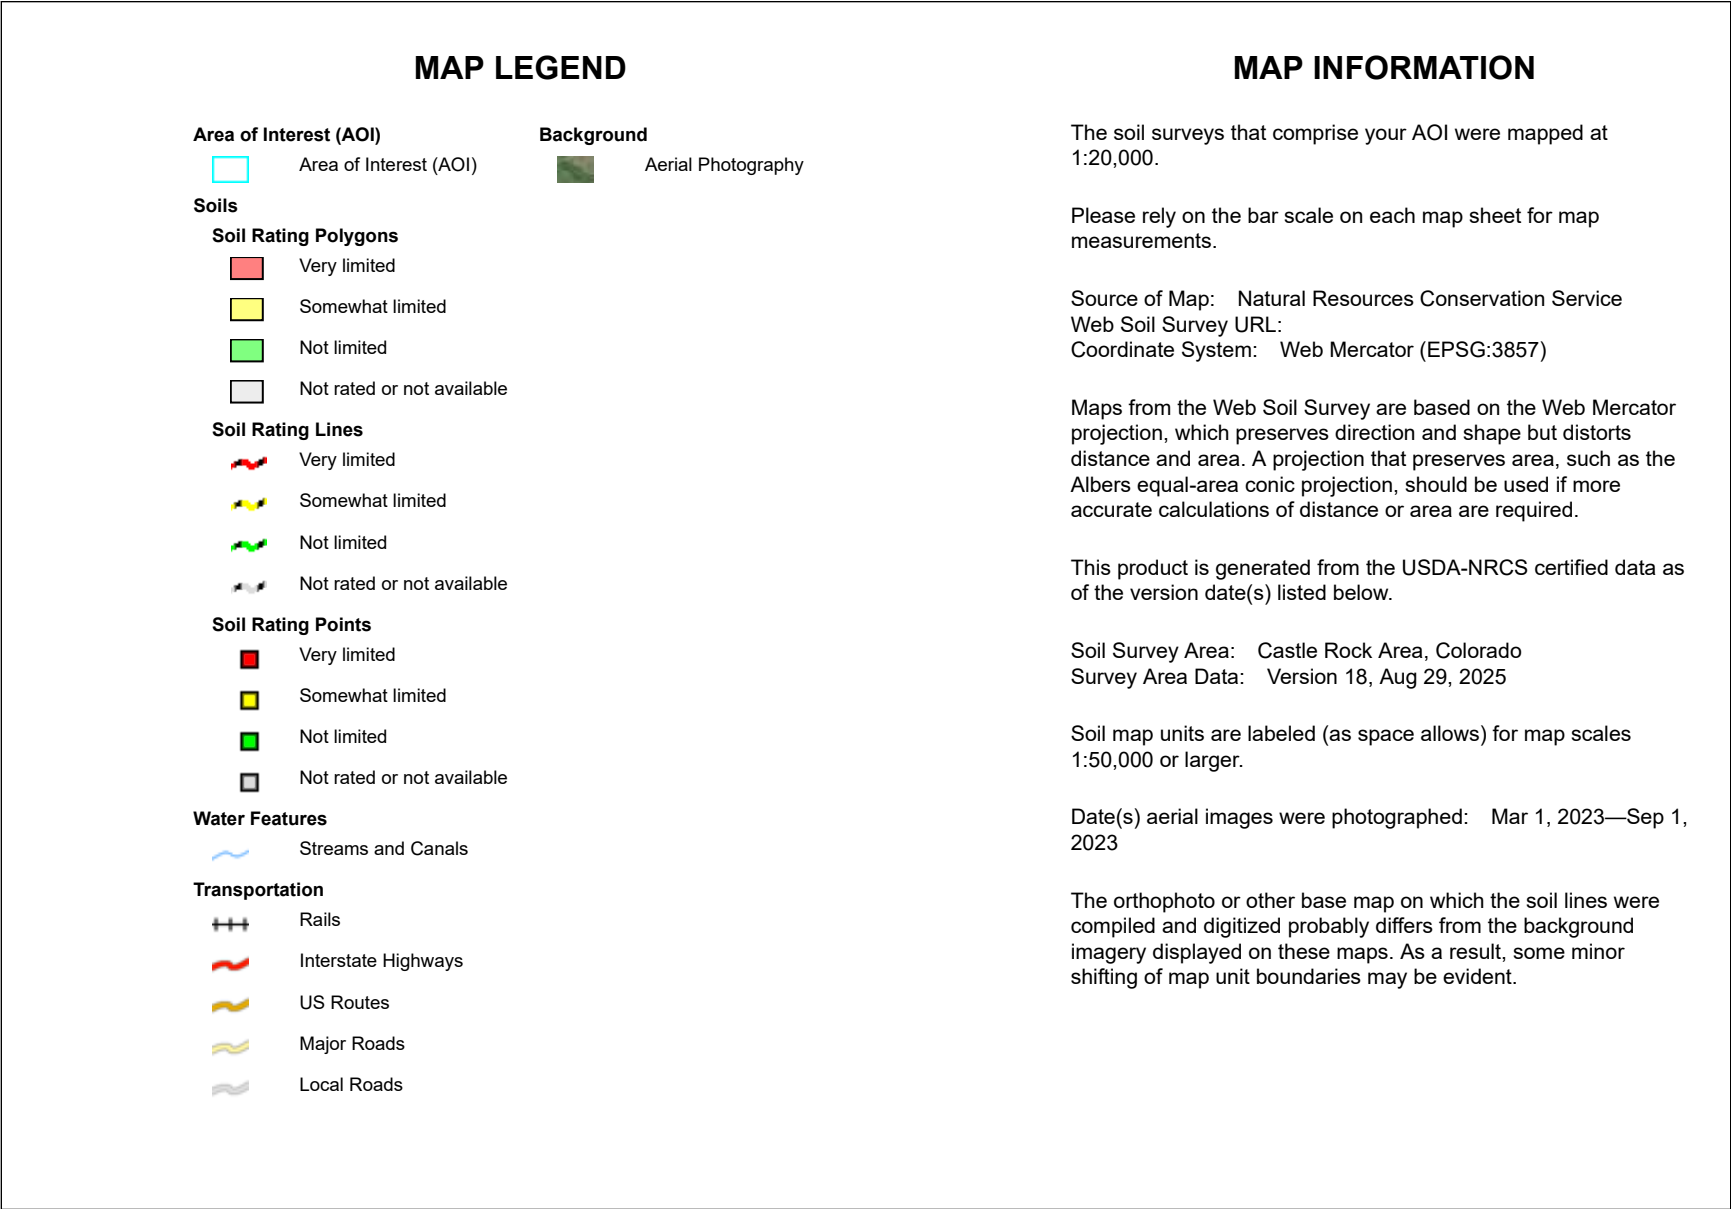 MAP LEGEND
Area of Interest (AOI)
Area of Interest (AOI)
Soils
Soil Rating Polygons
Very limited
Somewhat limited
Not limited
Not rated or not available
Soil Rating Lines
Very limited
Somewhat limited
Not limited
Not rated or not available
Soil Rating Points
Very limited
Somewhat limited
Not limited
Not rated or not available
Water Features
Streams and Canals
Transportation
Rails
Interstate Highways
US Routes
Major Roads
Local Roads
Background
Aerial Photography
MAP INFORMATION
The soil surveys that comprise your AOI were mapped at
1:20,000.
Please rely on the bar scale on each map sheet for map
measurements.
Source of Map: Natural Resources Conservation Service
Web Soil Survey URL:
Coordinate System: Web Mercator (EPSG:3857)
Maps from the Web Soil Survey are based on the Web Mercator
projection, which preserves direction and shape but distorts
distance and area. A projection that preserves area, such as the
Albers equal-area conic projection, should be used if more
accurate calculations of distance or area are required.
This product is generated from the USDA-NRCS certified data as
of the version date(s) listed below.
Soil Survey Area: Castle Rock Area, Colorado
Survey Area Data: Version 18, Aug 29, 2025
Soil map units are labeled (as space allows) for map scales
1:50,000 or larger.
Date(s) aerial images were photographed: Mar 1, 2023—Sep 1,
2023
The orthophoto or other base map on which the soil lines were
compiled and digitized probably differs from the background
imagery displayed on these maps. As a result, some minor
shifting of map unit boundaries may be evident.